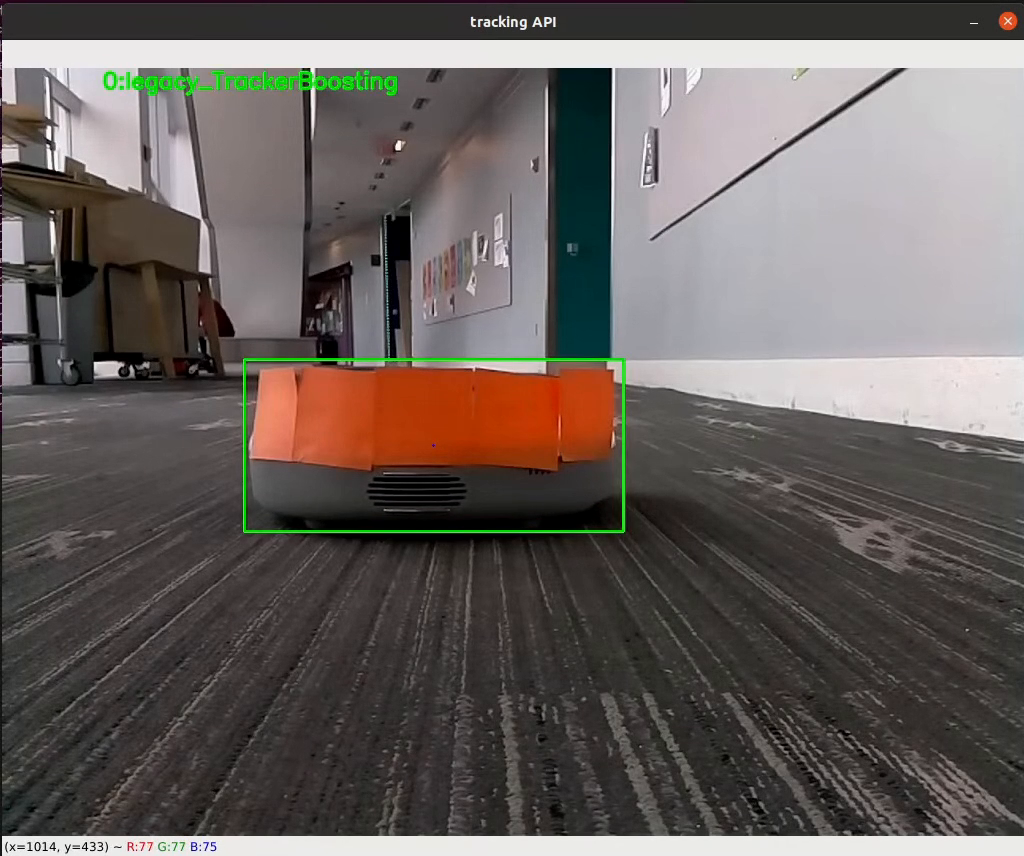 tracking API
0:legacy_TrackerBoosting
(x=1014, y=433) ~ R:77 G:77 B:75